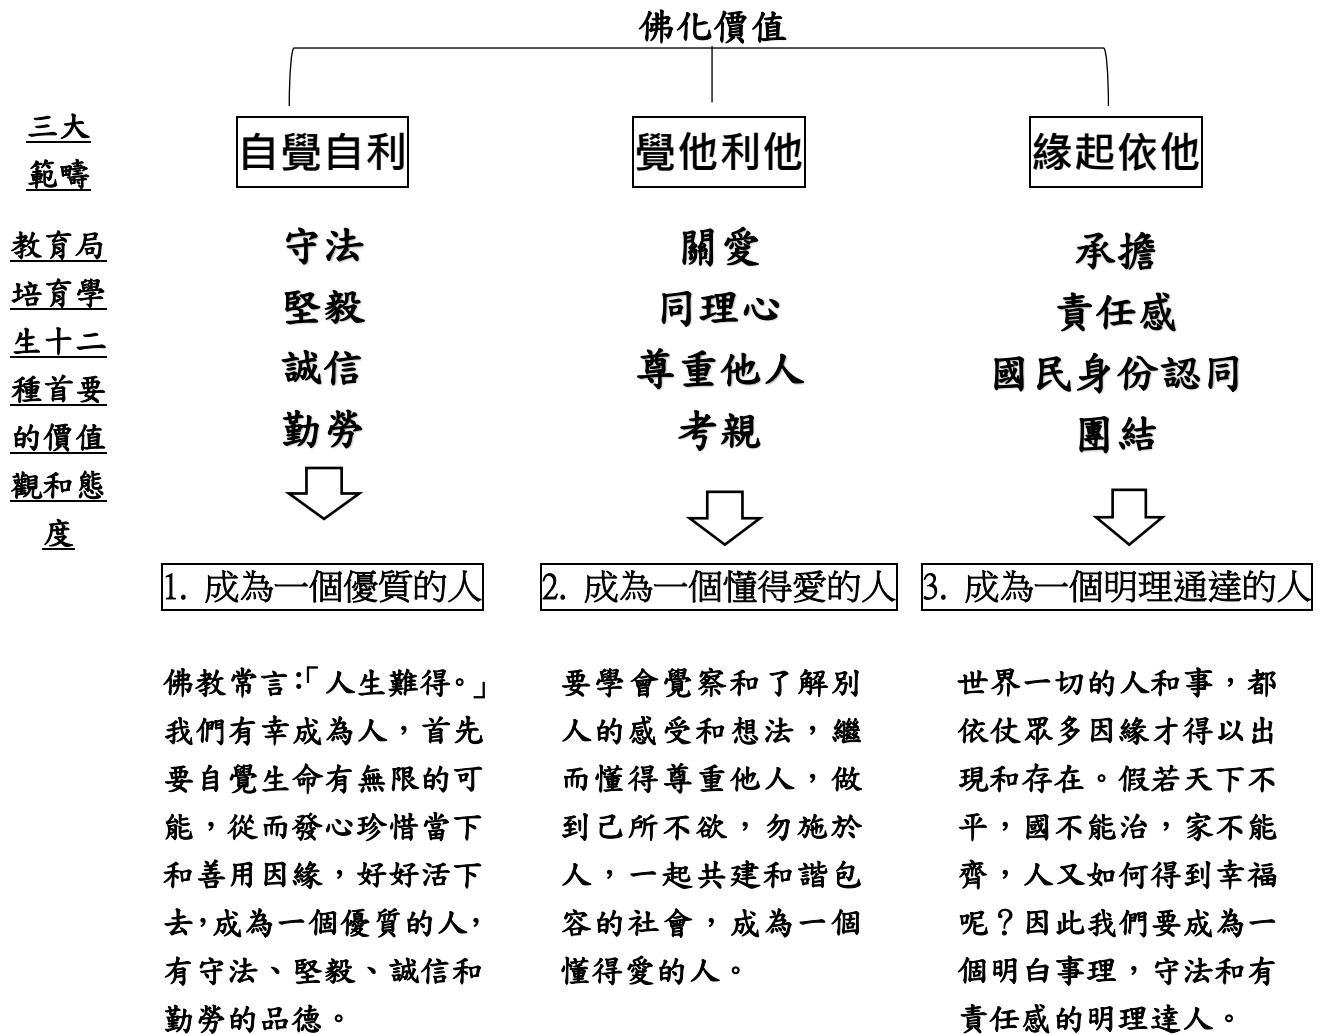 佛化價值
三大
範疇
自覺自利
覺他利他
緣起依他
教育局
培育學
生十二
種首要
的價值
觀和態
度
守法
堅毅
誠信
勤勞
關愛
同理心
尊重他人
考親
承擔
責任感
國民身份認同
團結
1. 成為一個優質的人
2. 成為一個懂得愛的人
3. 成為一個明理通達的人
佛教常言：「人生難得。」
我們有幸成為人，首先
要自覺生命有無限的可
能，從而發心珍惜當下
和善用因緣，好好活下
去，成為一個優質的人，
有守法、堅毅、誠信和
勤勞的品德。
要學會覺察和了解別
人的感受和想法，繼
而懂得尊重他人，做
到己所不欲，勿施於
人，一起共建和諧包
容的社會，成為一個
懂得愛的人。
世界一切的人和事，都
依仗眾多因緣才得以出
現和存在。假若天下不
平，國不能治，家不能
齊，人又如何得到幸福
呢？因此我們要成為一
個明白事理，守法和有
責任感的明理達人。